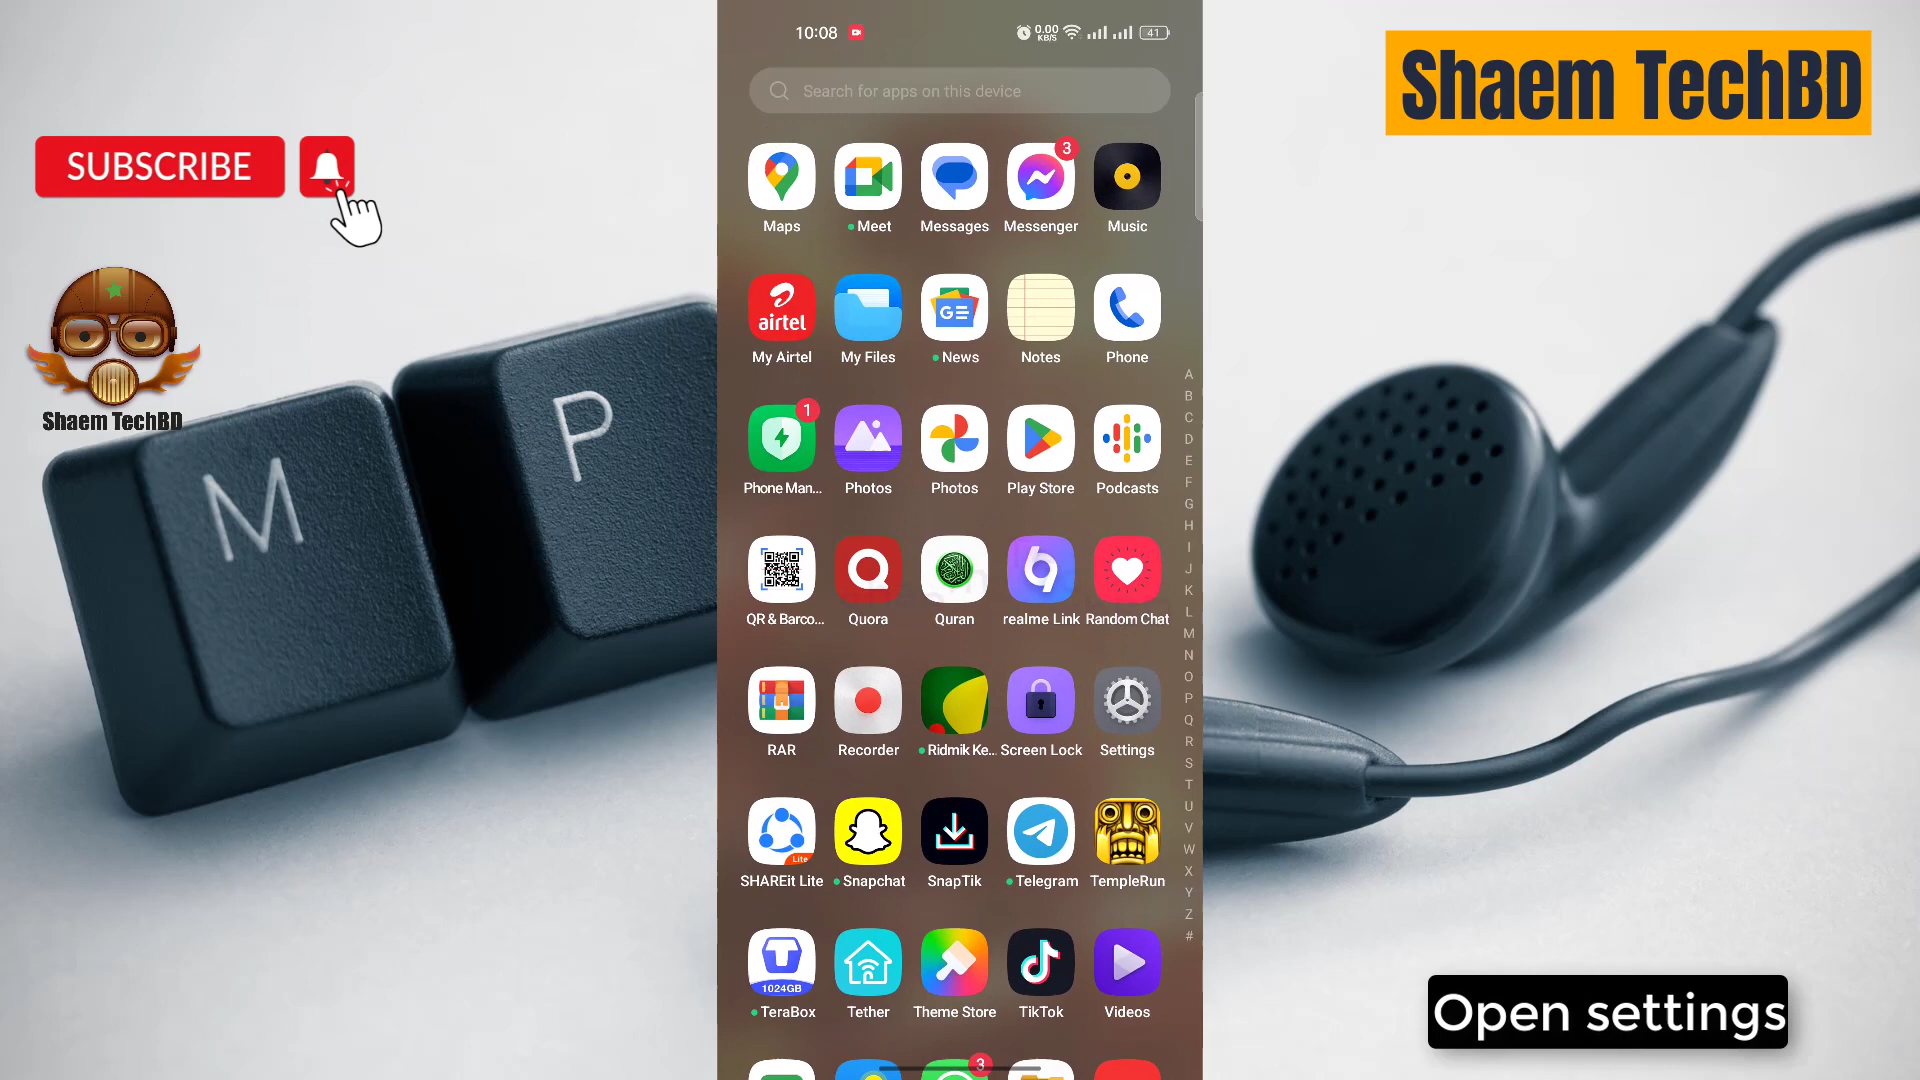 10:08
0.00
KB/S
41
Search for apps on this device
Shaem TechBD
SUBSCRIBE
Shaem TechBD
M
P
3
Maps
Meet
Messages
Messenger
Music
airtel
GE
My Airtel
My Files
News
Notes
Phone
1
Phone Man...
Photos
Photos
Play Store
Podcasts
QR & Barco...
Quora
Quran
realme Link
Random Chat
RAR
Recorder
Ridmik Ke...
Screen Lock
Settings
Lite
SHAREit Lite
Snapchat
SnapTik
Telegram
TempleRun
1024GB
TeraBox
Tether
Theme Store
TikTok
Videos
3
A
B
C
D
E
F
G
H
I
J
K
L
M
N
O
P
Q
R
S
T
U
V
W
X
Y
Z
#
Open settings